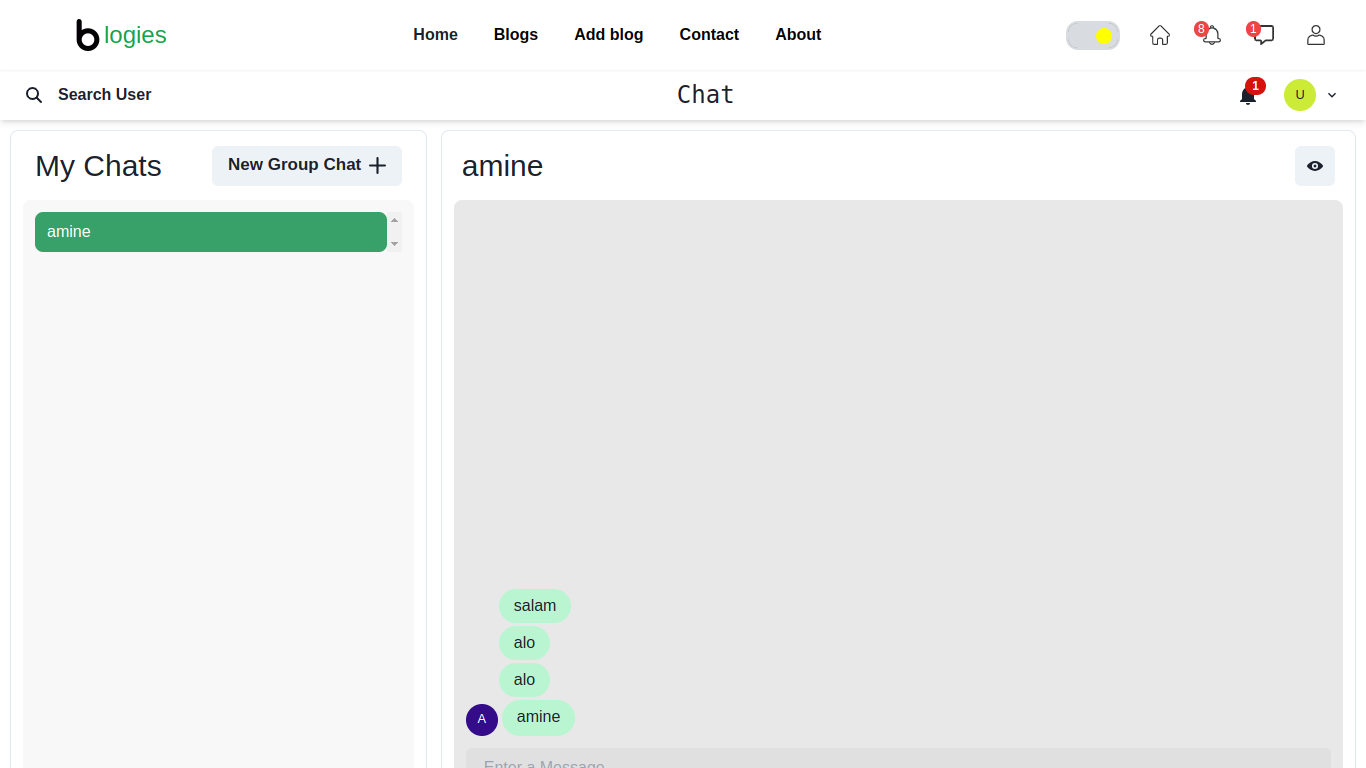 blogies
Home Blogs Add blog Contact About
8
1
Search User
Chat
1
U
My Chats
New Group Chat
amine
amine
salam
alo
alo
A
amine
Enter a Message